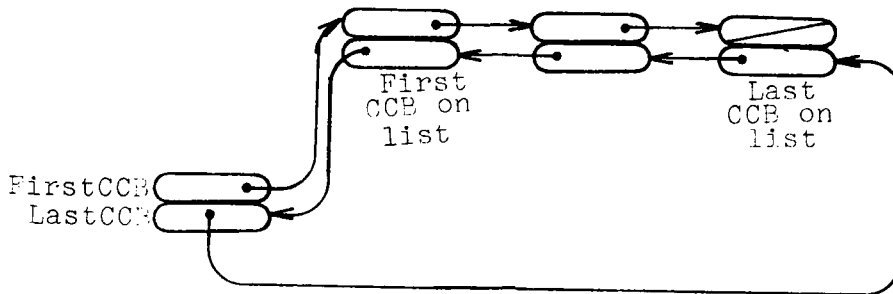 First
CCB on
list
Last
CCB on
list
FirstCCB
LastCCB